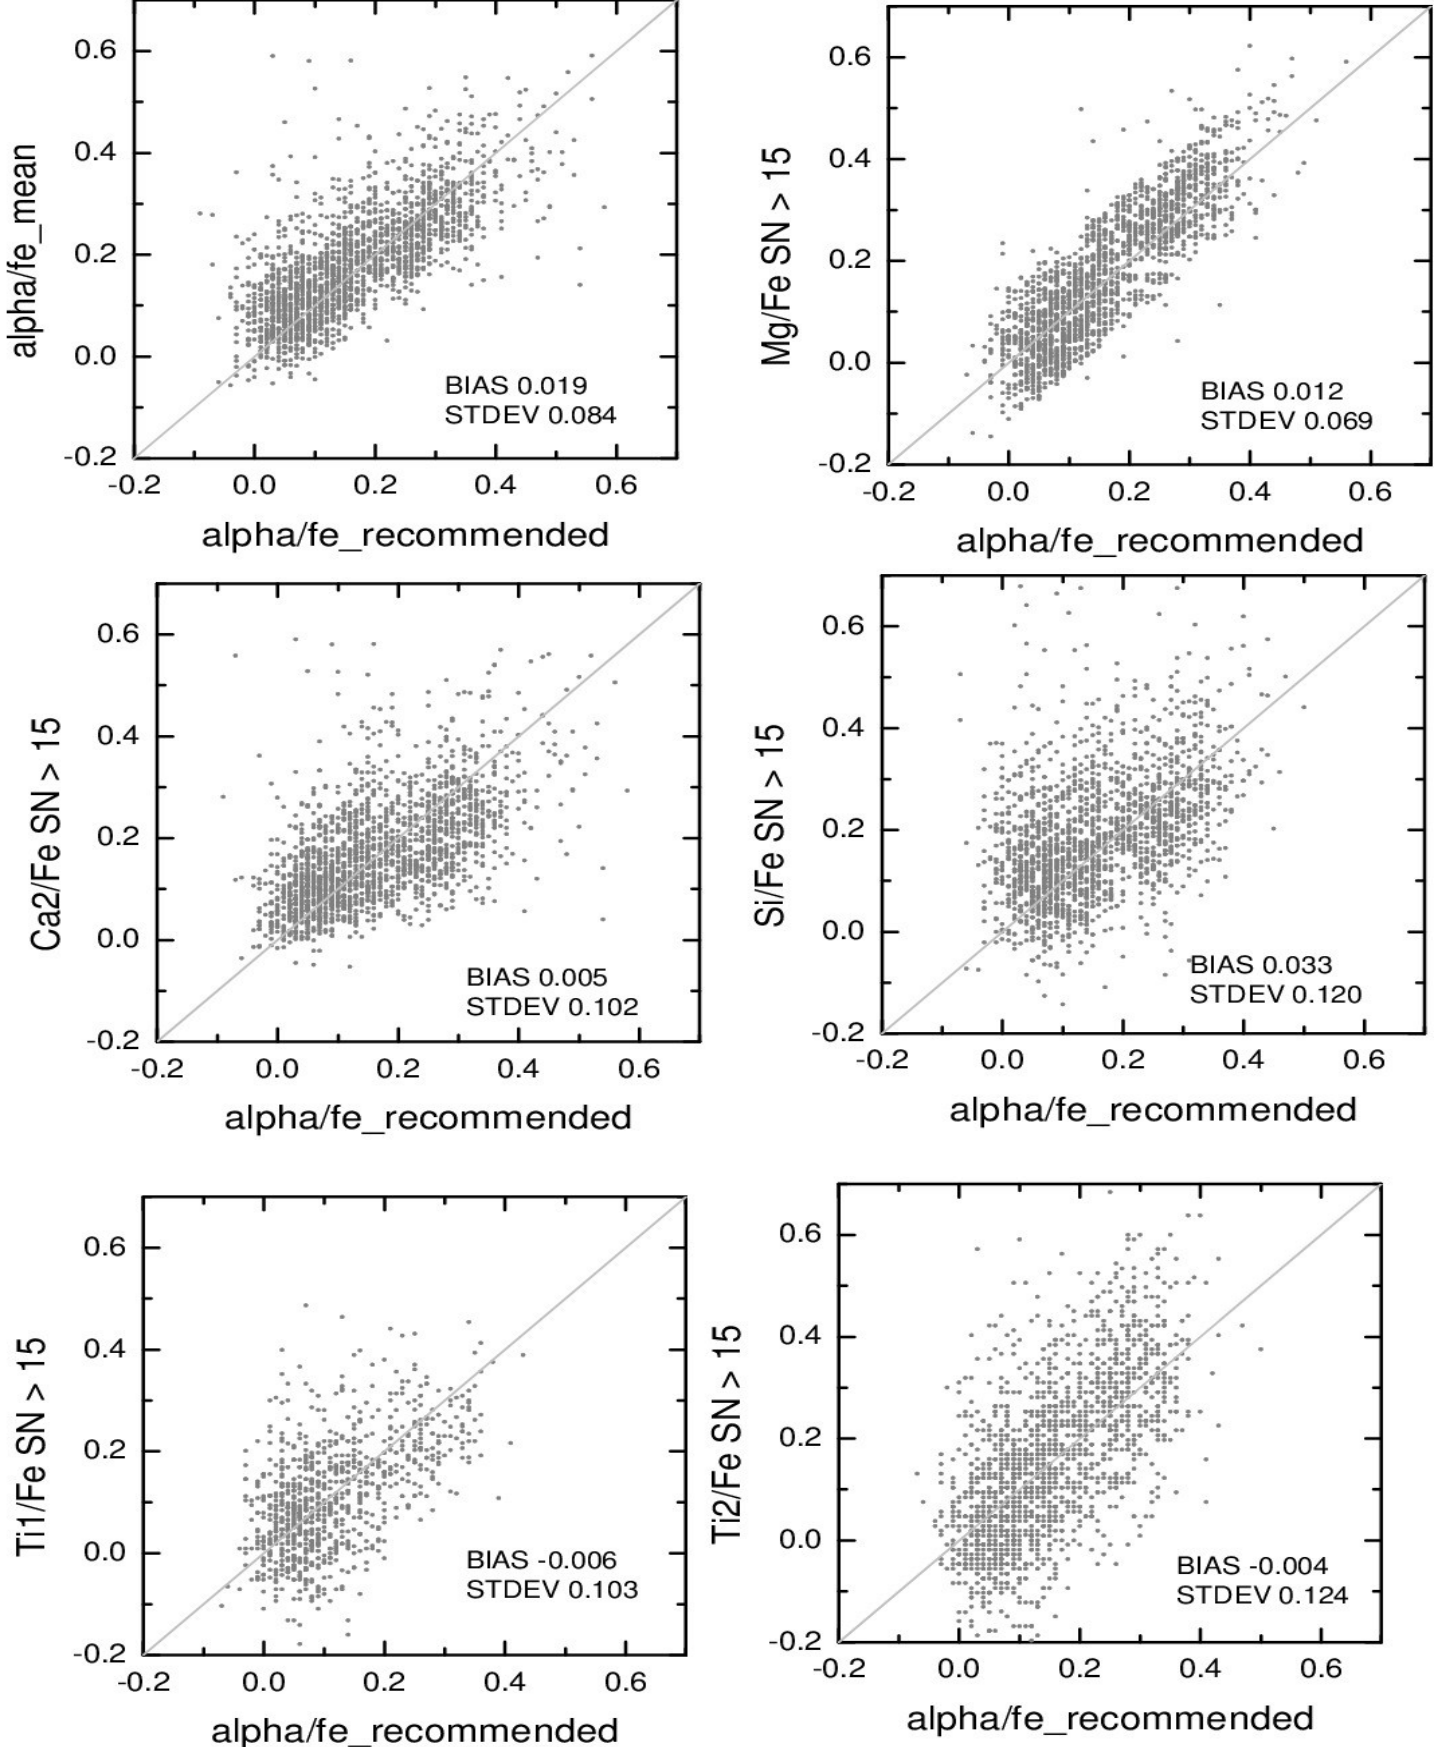 alpha/fe_mean
0.6
0.4
0.2
0.0
-0.2
BIAS 0.019
STDEV 0.084
-0.2 0.0 0.2 0.4 0.6
alpha/fe_recommended
Mg/Fe SN > 15
0.6
0.4
0.2
0.0
-0.2
BIAS 0.012
STDEV 0.069
-0.2 0.0 0.2 0.4 0.6
alpha/fe_recommended
Ca2/Fe SN > 15
0.6
0.4
0.2
0.0
-0.2
BIAS 0.005
STDEV 0.102
-0.2 0.0 0.2 0.4 0.6
alpha/fe_recommended
Si/Fe SN > 15
0.6
0.4
0.2
0.0
-0.2
BIAS 0.033
STDEV 0.120
-0.2 0.0 0.2 0.4 0.6
alpha/fe_recommended
Ti1/Fe SN > 15
0.6
0.4
0.2
0.0
-0.2
BIAS -0.006
STDEV 0.103
-0.2 0.0 0.2 0.4 0.6
alpha/fe_recommended
Ti2/Fe SN > 15
0.6
0.4
0.2
0.0
-0.2
BIAS -0.004
STDEV 0.124
-0.2 0.0 0.2 0.4 0.6
alpha/fe_recommended